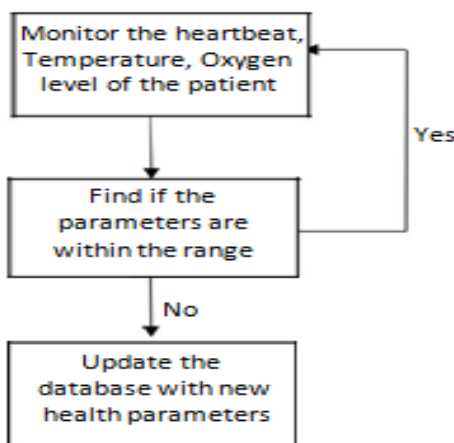 Monitor the heartbeat,
Temperature, Oxygen
level of the patient
Yes
Find if the
parameters are
within the range
No
Update the
database with new
health parameters